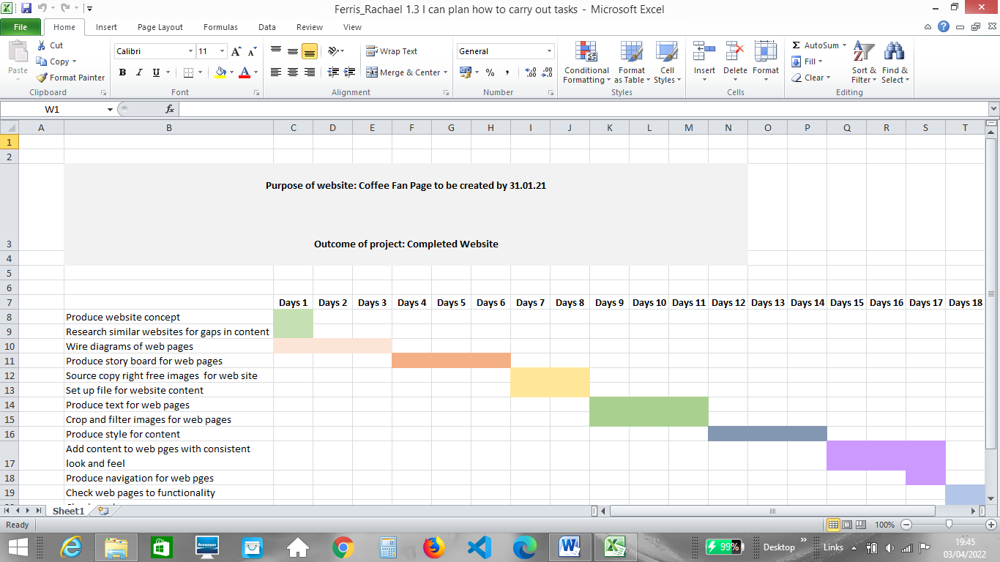 Ferris_Rachael 1.3 I can plan how to carry out tasks - Microsoft Excel
File Home Insert Page Layout Formulas Data Review View
Paste
Cut
Copy
Format Painter
Clipboard
Calibri 11
B I U
Font
Wrap Text
Merge & Center
Alignment
General
%
Number
Conditional Formatting
Format as Table
Cell Styles
Styles
Insert Delete Format
Cells
Σ AutoSum
Fill
Clear
Sort & Filter
Find & Select
Editing
W1 fx
A B C D E F G H I J K L M N O P Q R S T
1
2
Purpose of website: Coffee Fan Page to be created by 31.01.21
3 Outcome of project: Completed Website
4
5
6
7 Days 1 Days 2 Days 3 Days 4 Days 5 Days 6 Days 7 Days 8 Days 9 Days 10 Days 11 Days 12 Days 13 Days 14 Days 15 Days 16 Days 17 Days 18
8 Produce website concept
9 Research similar websites for gaps in content
10 Wire diagrams of web pages
11 Produce story board for web pages
12 Source copy right free images  for web site
13 Set up file for website content
14 Produce text for web pages
15 Crop and filter images for web pages
16 Produce style for content
Add content to web pges with consistent
17 look and feel
18 Produce navigation for web pges
19 Check web pages to functionality
Sheet1
Ready 100%
lenovo
99% Desktop » Links
19:45
03/04/2022